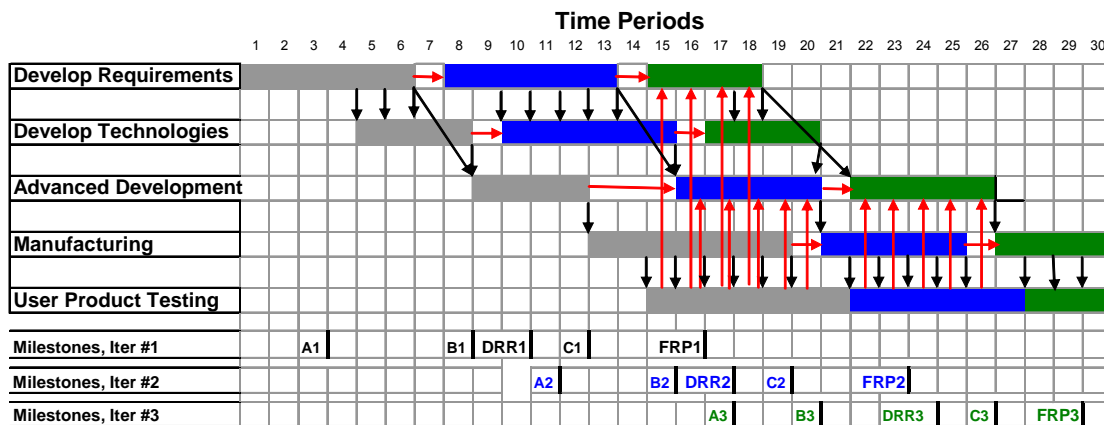 Time Periods
1 2 3 4 5 6 7 8 9 10 11 12 13 14 15 16 17 18 19 20 21 22 23 24 25 26 27 28 29 30
Develop Requirements
Develop Technologies
Advanced Development
Manufacturing
User Product Testing
Milestones, Iter #1 A1 B1 DRR1 C1 FRP1
Milestones, Iter #2 A2 B2 DRR2 C2 FRP2
Milestones, Iter #3 A3 B3 DRR3 C3 FRP3